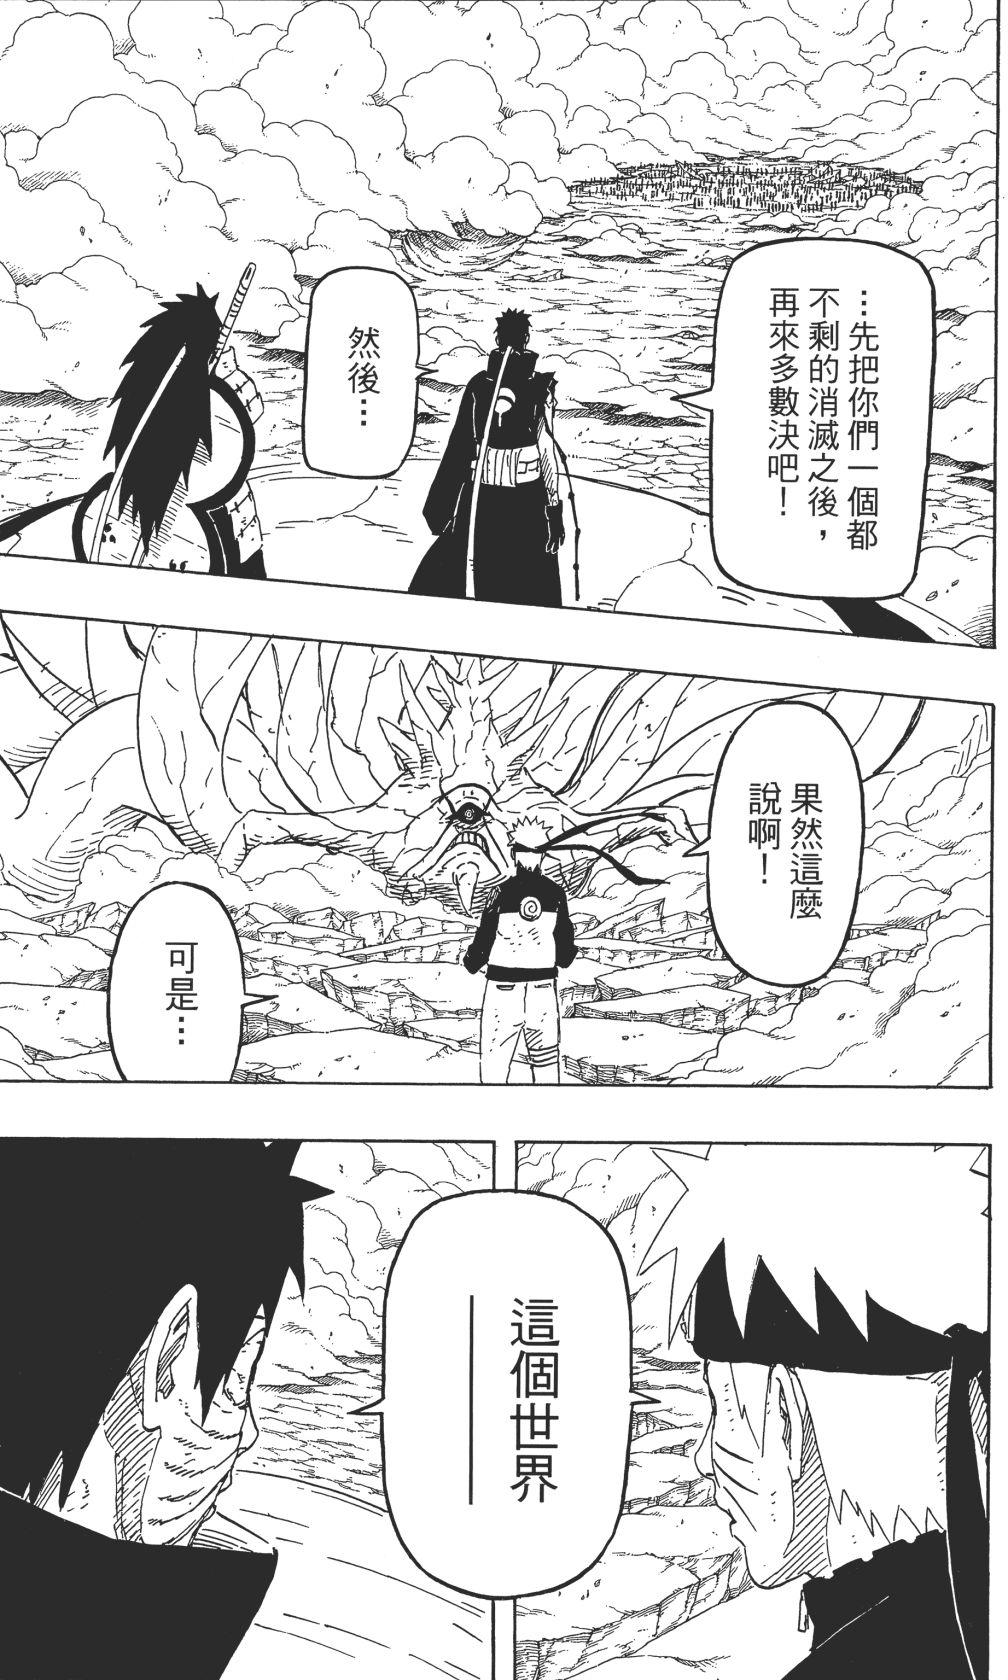 …先把你們一個都
不剩的消滅之後，
再來多數決吧！
然後…
果然這麼
說啊！
可是…
這個世界
——